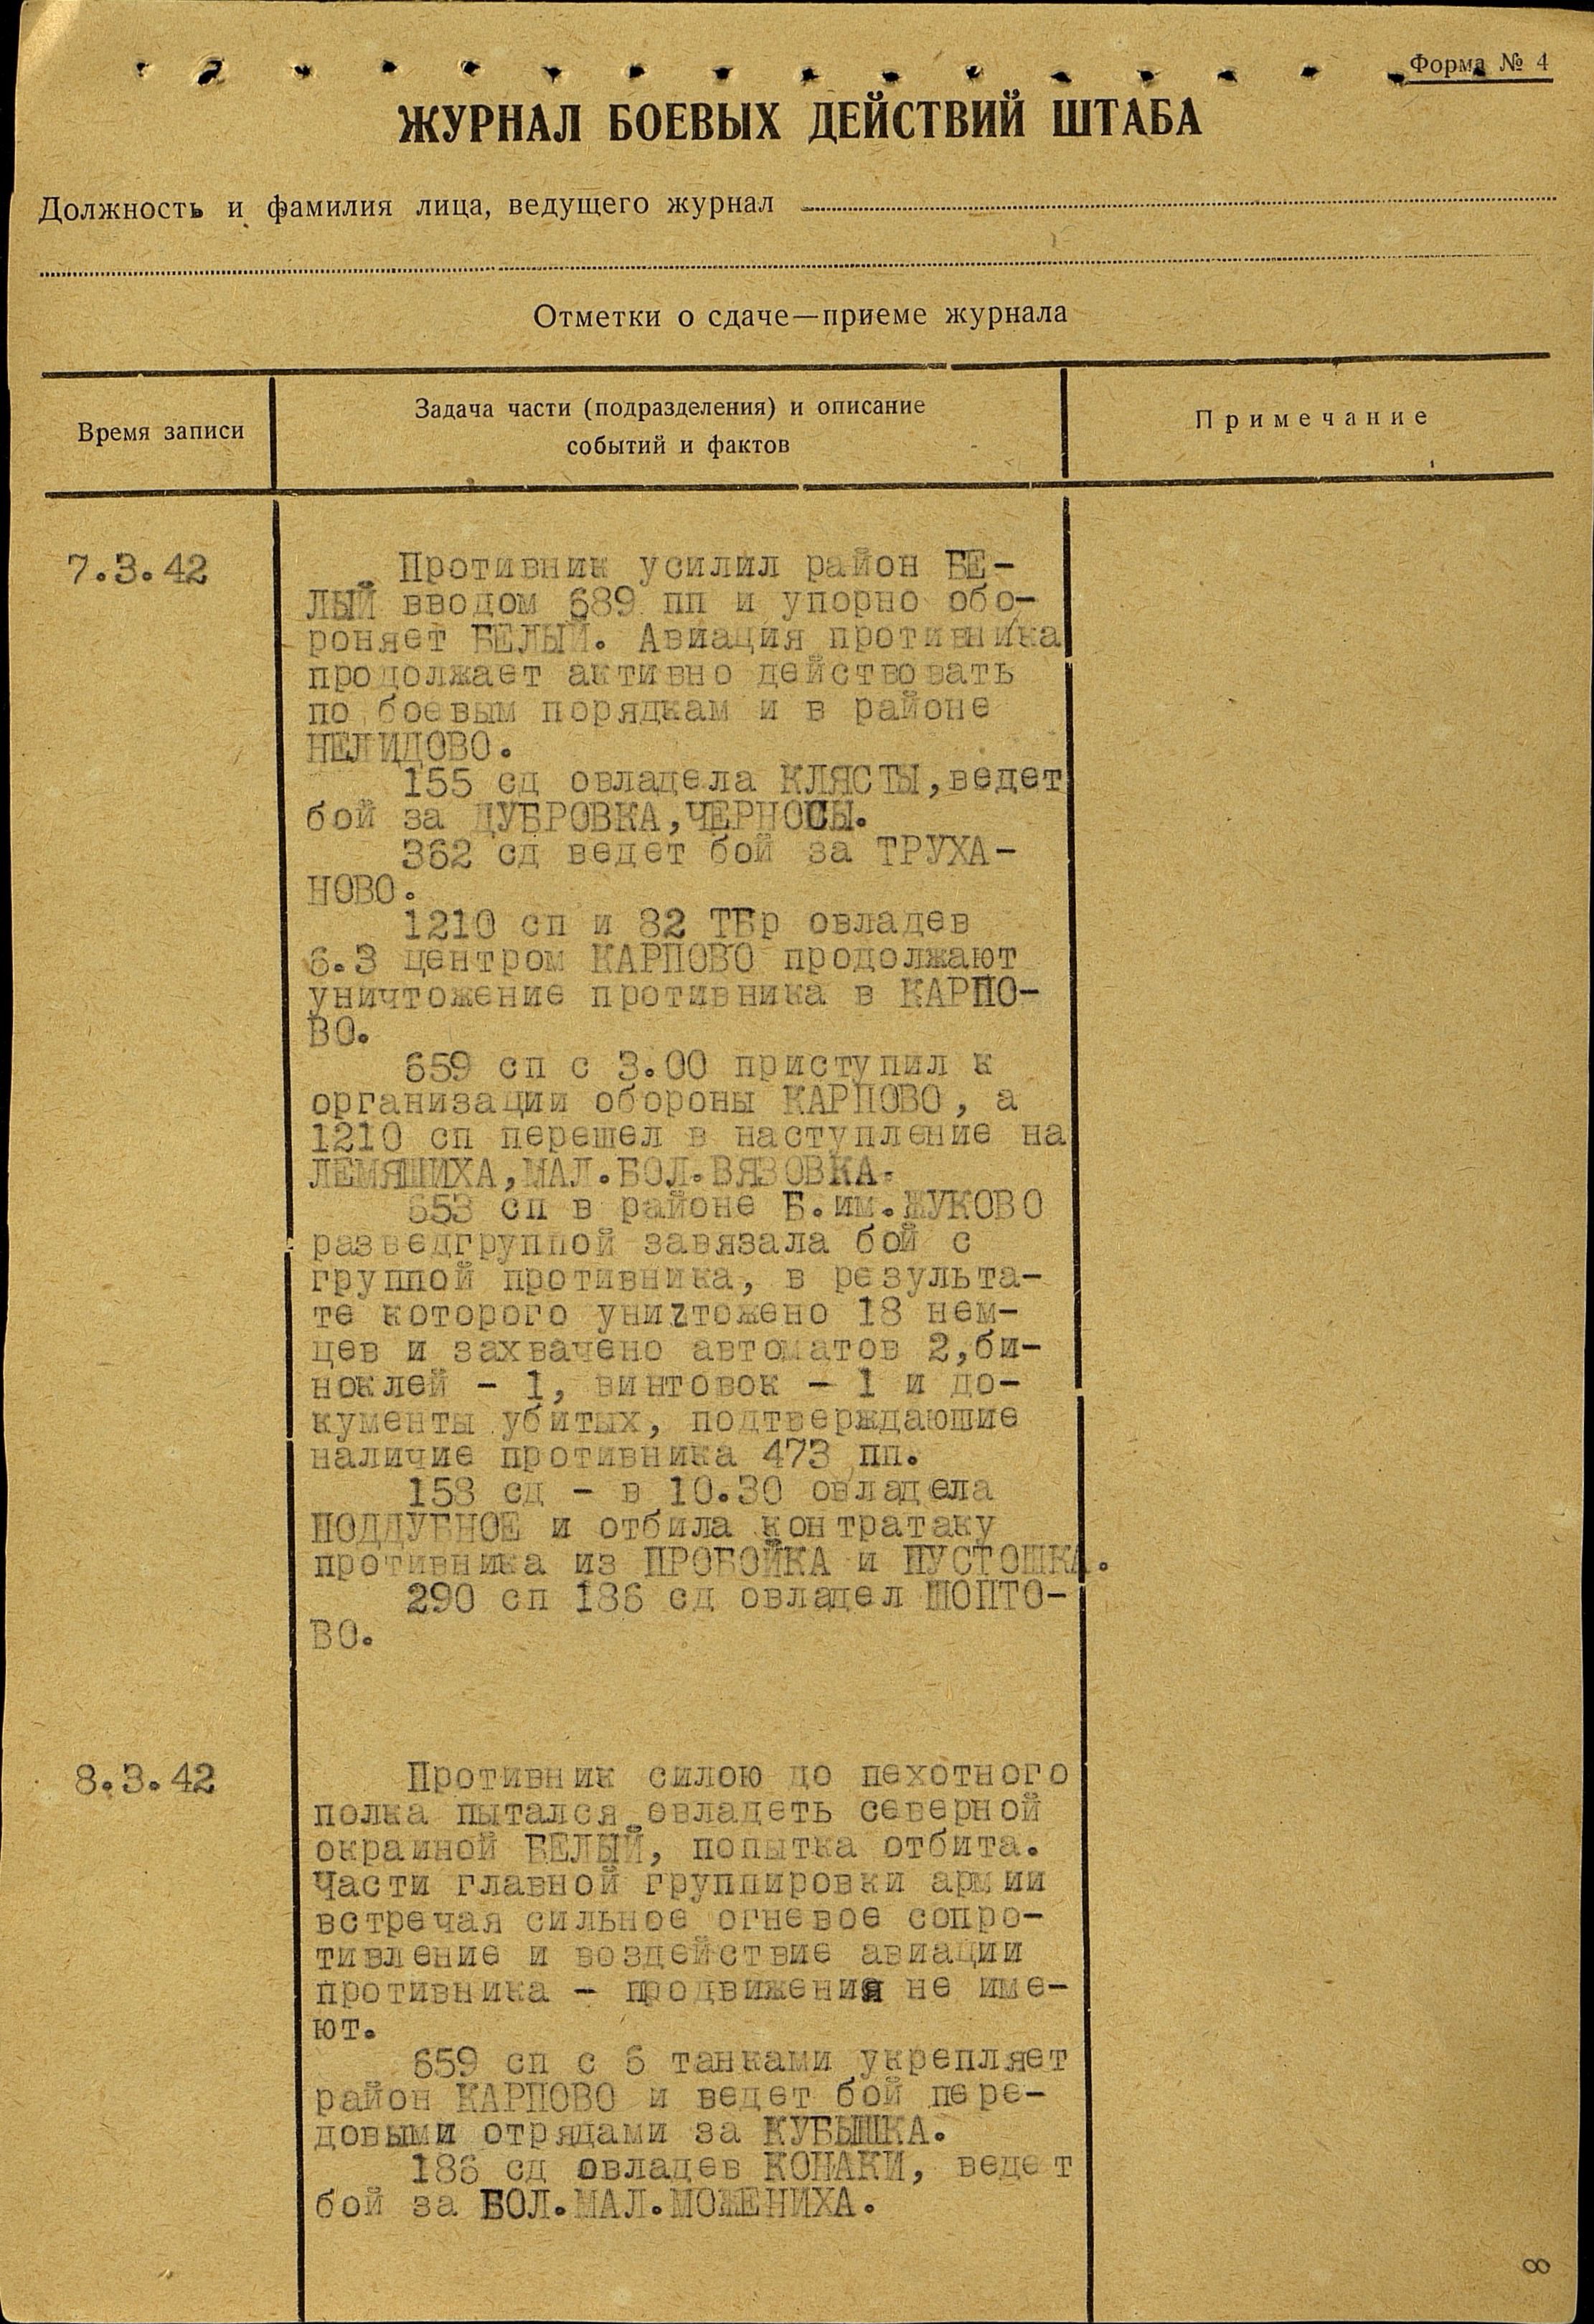 Форма № 4
ЖУРНАЛ БОЕВЫХ ДЕЙСТВИЙ ШТАБА
Должность и фамилия лица, ведущего журнал
Отметки о сдаче—приеме журнала
Время записи
Задача части (подразделения) и описание
событий и фактов
Примечание
7.3.42
Противник усилил район БЕ-
ЛЫЙ вводом 689 пп и упорно обо-
роняет БЕЛЫЙ. Авиация противника
продолжает активно действовать
по боевым порядкам и в районе
НЕЛИДОВО.
155 сд овладела КЛЯСТЫ, ведет
бой за ДУБРОВКА, ЧЕРНОСЫ.
362 сд ведет бой за ТРУХА-
НОВО.
1210 сп и 82 ТБр овладев
6.3 центром КАРПОВО продолжают
уничтожение противника в КАРПО-
ВО.
659 сп с 3.00 приступил к
организации обороны КАРПОВО, а
1210 сп перешел в наступление на
ЛЕМЯШИХА, МАЛ.БОЛ.ВЯЗОВКА.
653 сп в районе Б.им.ЖУКОВО
разведгруппой завязала бой с
группой противника, в результа-
те которого уничтожено 18 нем-
цев и захвачено автоматов 2, би-
ноклей - 1, винтовок - 1 и до-
кументы убитых, подтверждающие
наличие противника 473 пп.
158 сд - в 10.30 овладела
ПОДДУБНОЕ и отбила контратаку
противника из ПРОБОЙКА и ПУСТОШКА.
290 сп 186 сд овладел ШОПТО-
ВО.
8.3.42
Противник силою до пехотного
полка пытался овладеть северной
окраиной БЕЛЫЙ, попытка отбита.
Части главной группировки армии
встречая сильное огневое сопро-
тивление и воздействие авиации
противника - продвижения не име-
ют.
659 сп с 6 танками укрепляет
район КАРПОВО и ведет бой пере-
довыми отрядами за КУБЫШКА.
186 сд овладев КОНАКИ, ведет
бой за БОЛ.МАЛ.МОЖЕНИХА.
8